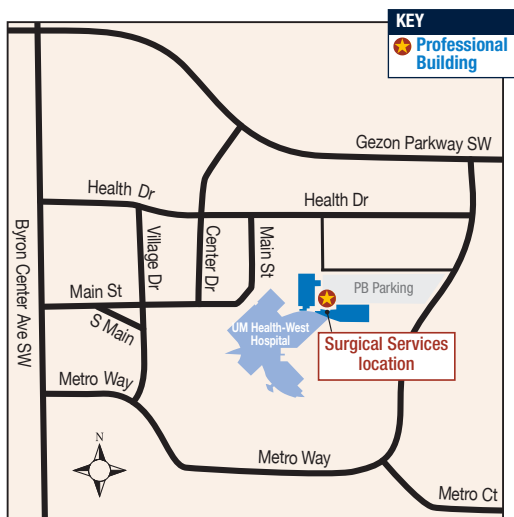 KEY
Professional
Building
Gezon Parkway SW
Health Dr
Health Dr
Byron Center Ave SW
Village Dr
Center Dr
Main St
Main St
S Main
PB Parking
UM Health-West
Hospital
Surgical Services
location
Metro Way
Metro Way
Metro Ct
N